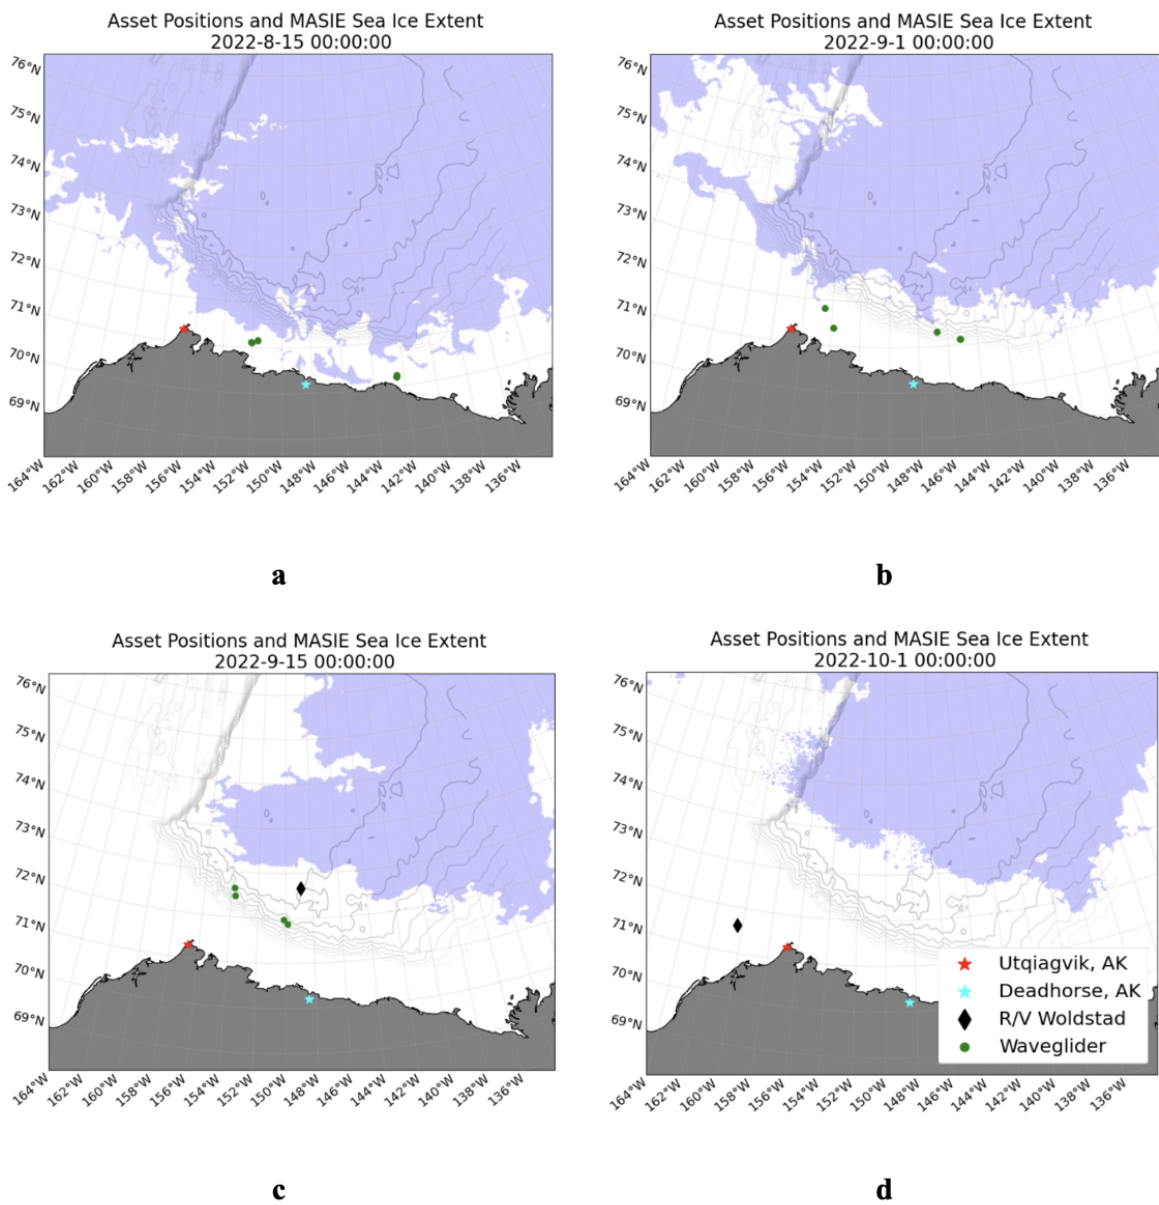 Asset Positions and MASIE Sea Ice Extent
2022-8-15 00:00:00
76°N
75°N
74°N
73°N
72°N
71°N
70°N
69°N
164°W
162°W
160°W
158°W
156°W
154°W
152°W
150°W
148°W
146°W
144°W
142°W
140°W
138°W
136°W
a
Asset Positions and MASIE Sea Ice Extent
2022-9-1 00:00:00
76°N
75°N
74°N
73°N
72°N
71°N
70°N
69°N
164°W
162°W
160°W
158°W
156°W
154°W
152°W
150°W
148°W
146°W
144°W
142°W
140°W
138°W
136°W
b
Asset Positions and MASIE Sea Ice Extent
2022-9-15 00:00:00
76°N
75°N
74°N
73°N
72°N
71°N
70°N
69°N
164°W
162°W
160°W
158°W
156°W
154°W
152°W
150°W
148°W
146°W
144°W
142°W
140°W
138°W
136°W
c
Asset Positions and MASIE Sea Ice Extent
2022-10-1 00:00:00
76°N
75°N
74°N
73°N
72°N
71°N
70°N
69°N
164°W
162°W
160°W
158°W
156°W
154°W
152°W
150°W
148°W
146°W
144°W
142°W
140°W
138°W
136°W
Utqiagvik, AK
Deadhorse, AK
R/V Woldstad
Waveglider
d